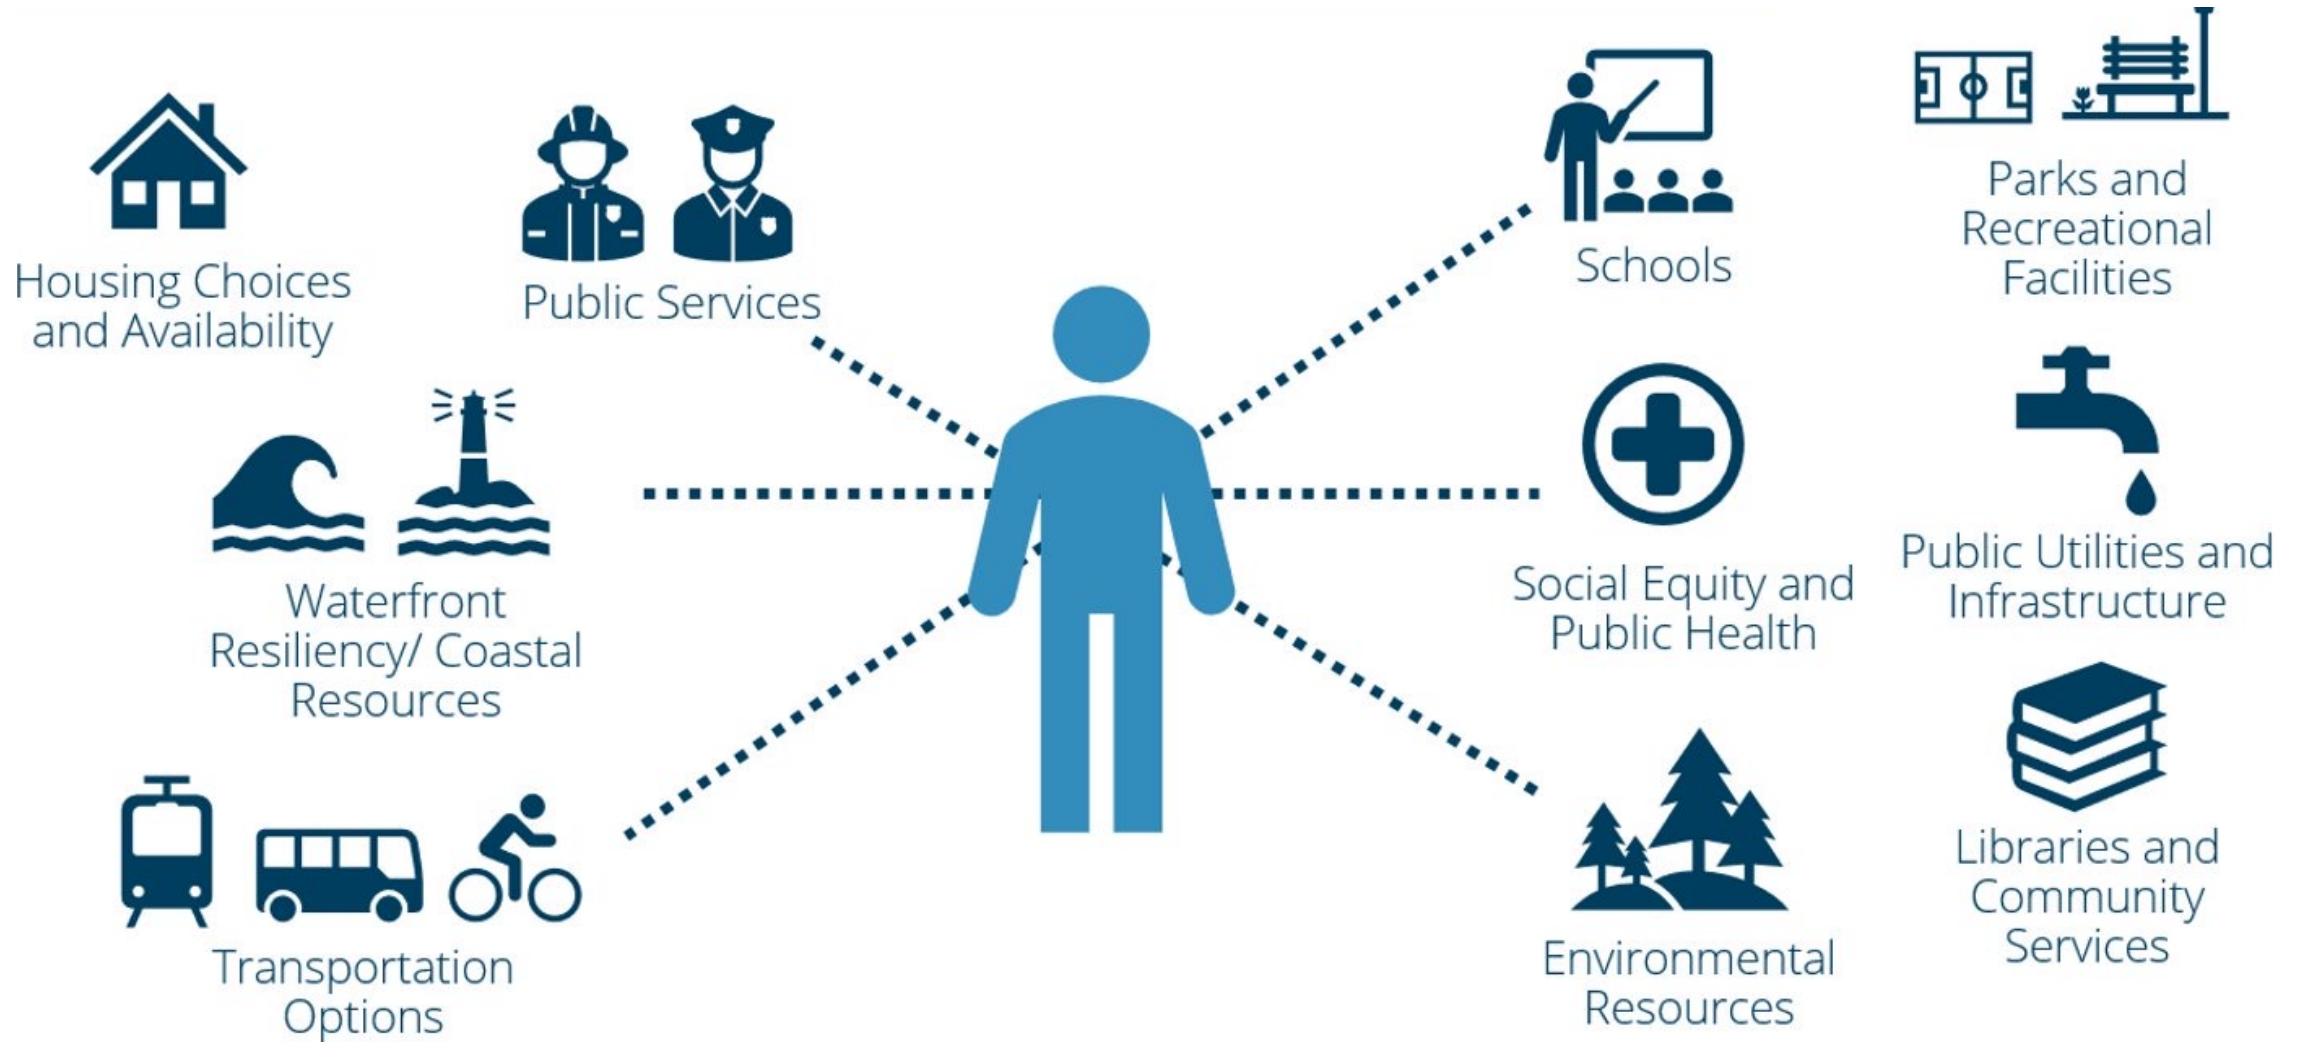 Housing Choices
and Availability
Public Services
Schools
Parks and
Recreational
Facilities
Waterfront
Resiliency/ Coastal
Resources
Social Equity and
Public Health
Public Utilities and
Infrastructure
Transportation
Options
Environmental
Resources
Libraries and
Community
Services